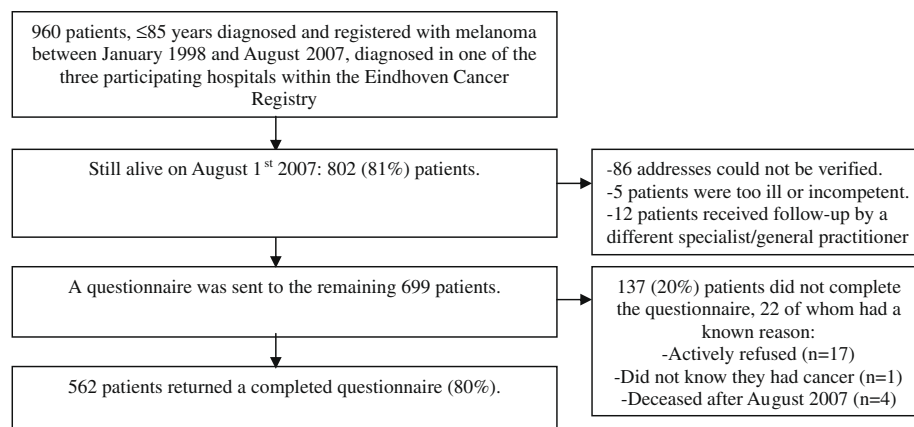 960 patients, ≤85 years diagnosed and registered with melanoma
between January 1998 and August 2007, diagnosed in one of the
three participating hospitals within the Eindhoven Cancer
Registry
Still alive on August 1st 2007: 802 (81%) patients.
-86 addresses could not be verified.
-5 patients were too ill or incompetent.
-12 patients received follow-up by a
different specialist/general practitioner
A questionnaire was sent to the remaining 699 patients.
137 (20%) patients did not complete
the questionnaire, 22 of whom had a
known reason:
-Actively refused (n=17)
-Did not know they had cancer (n=1)
-Deceased after August 2007 (n=4)
562 patients returned a completed questionnaire (80%).